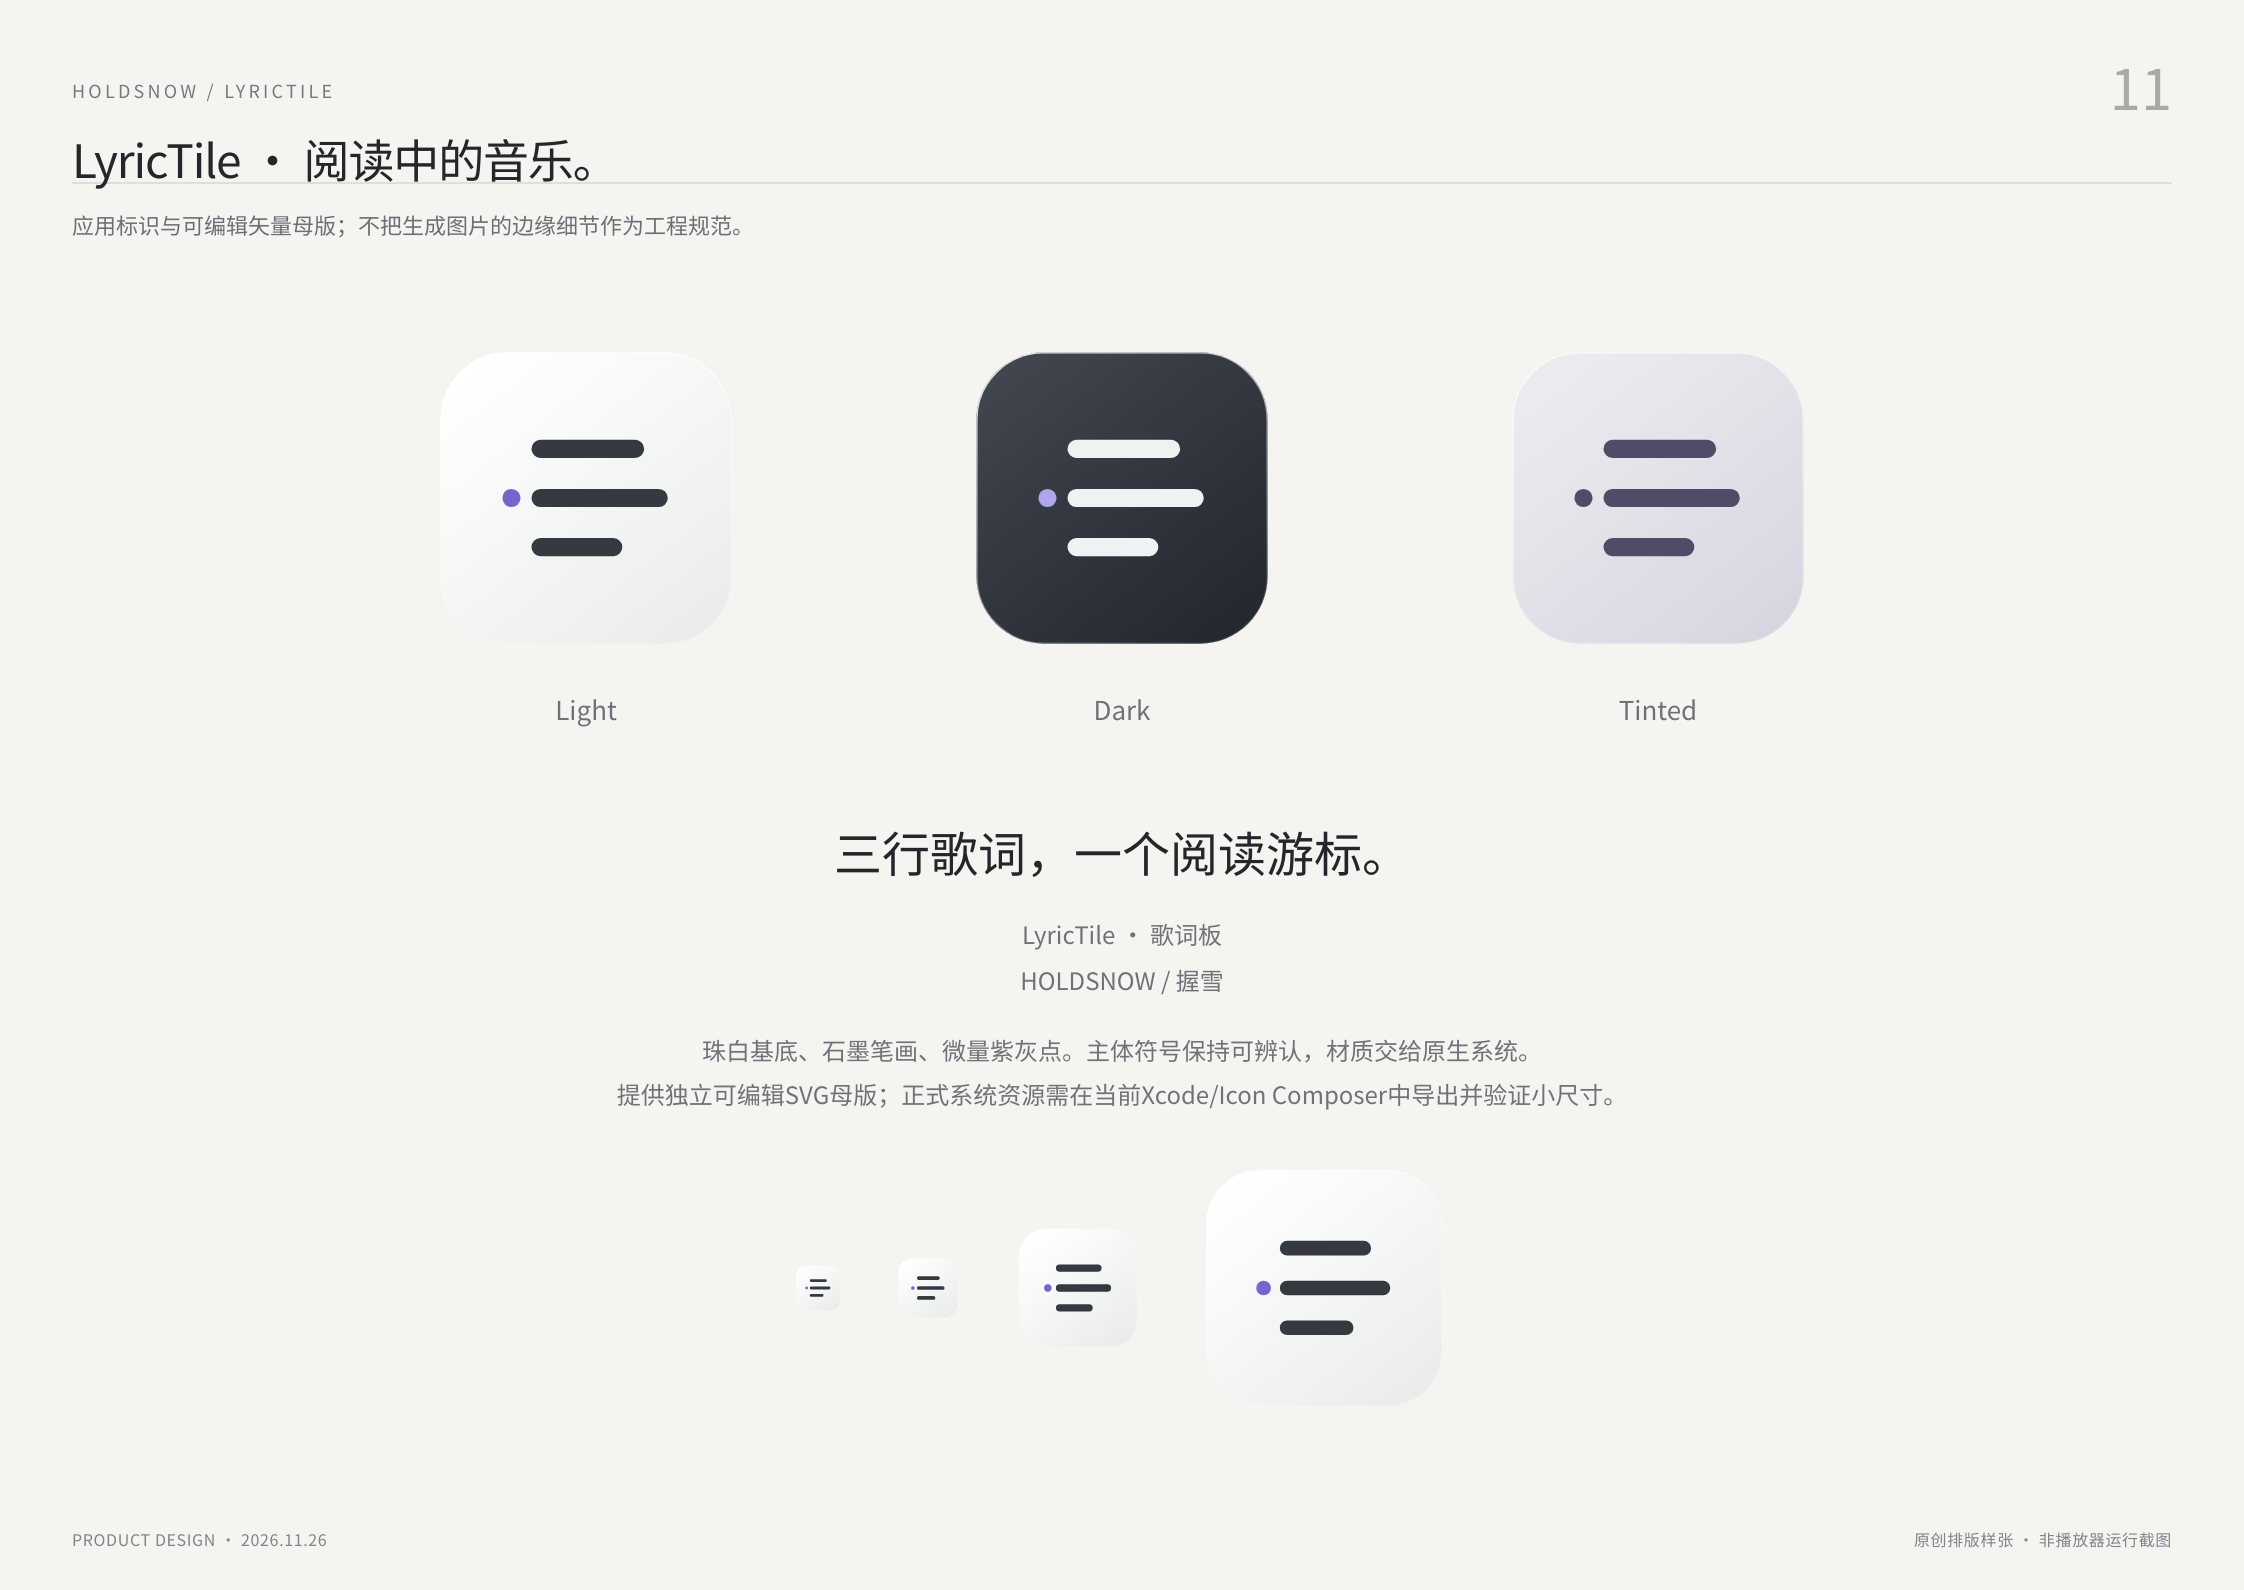 HOLDSNOW / LYRICTILE
11
LyricTile · 阅读中的音乐。
应用标识与可编辑矢量母版；不把生成图片的边缘细节作为工程规范。
Light
Dark
Tinted
三行歌词，一个阅读游标。
LyricTile · 歌词板
HOLDSNOW / 握雪
珠白基底、石墨笔画、微量紫灰点。主体符号保持可辨认，材质交给原生系统。
提供独立可编辑SVG母版；正式系统资源需在当前Xcode/Icon Composer中导出并验证小尺寸。
PRODUCT DESIGN · 2026.11.26
原创排版样张 · 非播放器运行截图